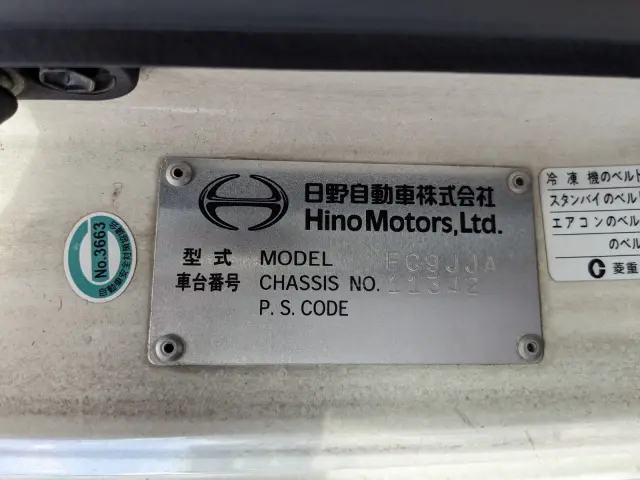 日野自動車株式会社
Hino Motors, Ltd.
型式 MODEL FC9JJA
車台番号 CHASSIS NO. 11342
P. S. CODE
No.3663
冷凍機のベルト
スタンバイのベル
エアコンのベル
のベル
菱重